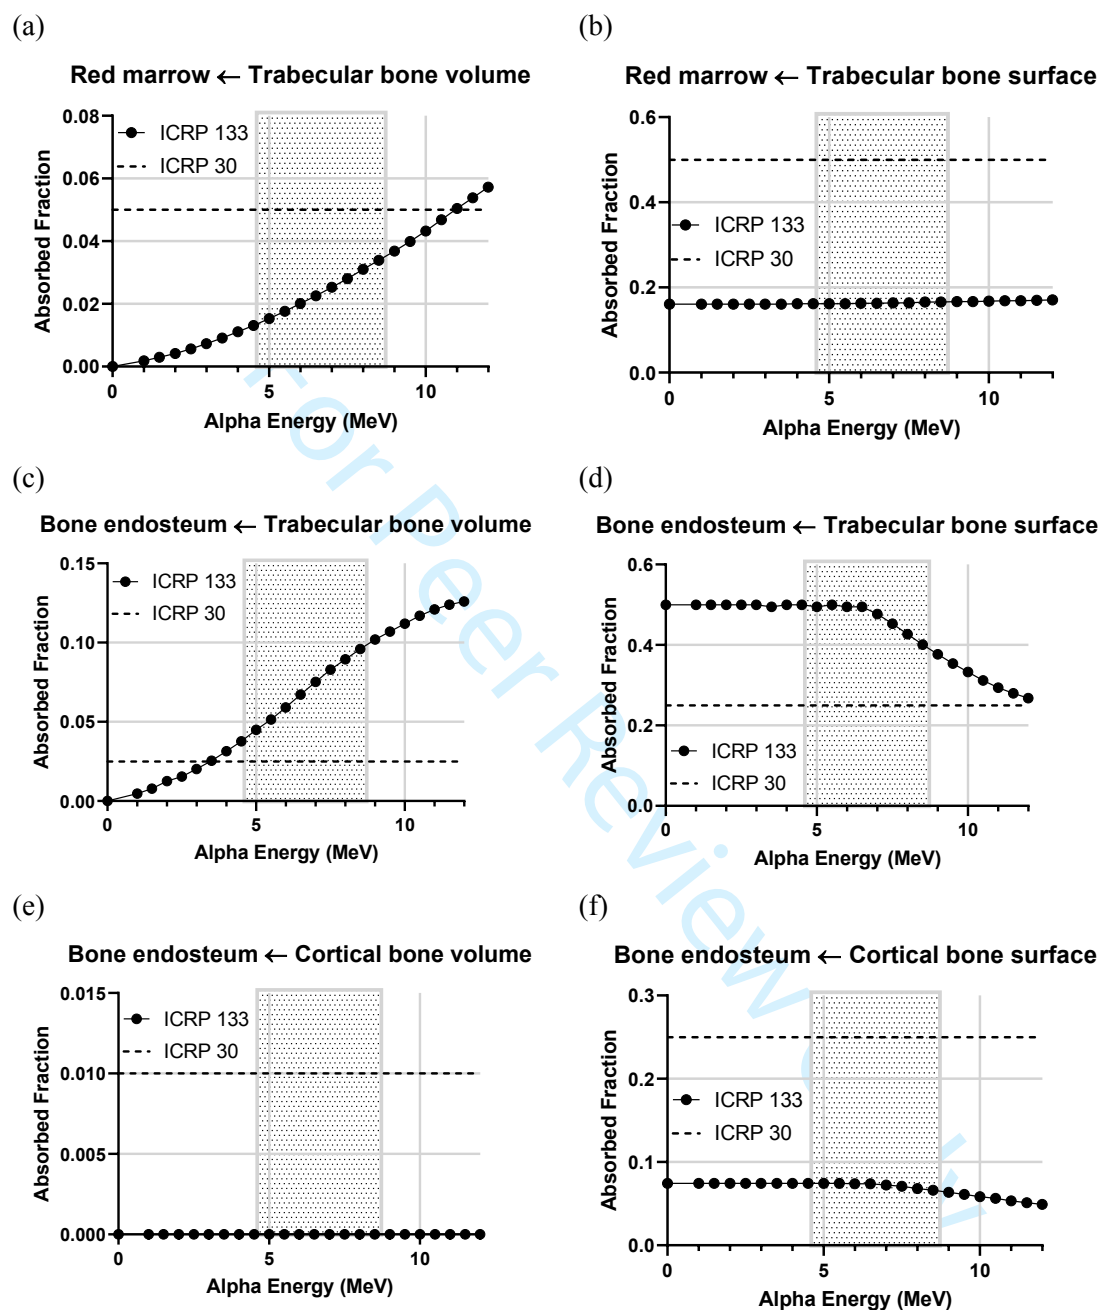 (a)
Red marrow ← Trabecular bone volume
0.08
0.06
0.04
0.02
0.00
Absorbed Fraction
ICRP 133
ICRP 30
0 5 10
Alpha Energy (MeV)
(b)
Red marrow ← Trabecular bone surface
0.6
0.4
0.2
0.0
Absorbed Fraction
ICRP 133
ICRP 30
0 5 10
Alpha Energy (MeV)
(c)
Bone endosteum ← Trabecular bone volume
0.15
0.10
0.05
0.00
Absorbed Fraction
ICRP 133
ICRP 30
0 5 10
Alpha Energy (MeV)
(d)
Bone endosteum ← Trabecular bone surface
0.6
0.4
0.2
0.0
Absorbed Fraction
ICRP 133
ICRP 30
0 5 10
Alpha Energy (MeV)
(e)
Bone endosteum ← Cortical bone volume
0.015
0.010
0.005
0.000
Absorbed Fraction
ICRP 133
ICRP 30
0 5 10
Alpha Energy (MeV)
(f)
Bone endosteum ← Cortical bone surface
0.3
0.2
0.1
0.0
Absorbed Fraction
ICRP 133
ICRP 30
0 5 10
Alpha Energy (MeV)
For Peer Review